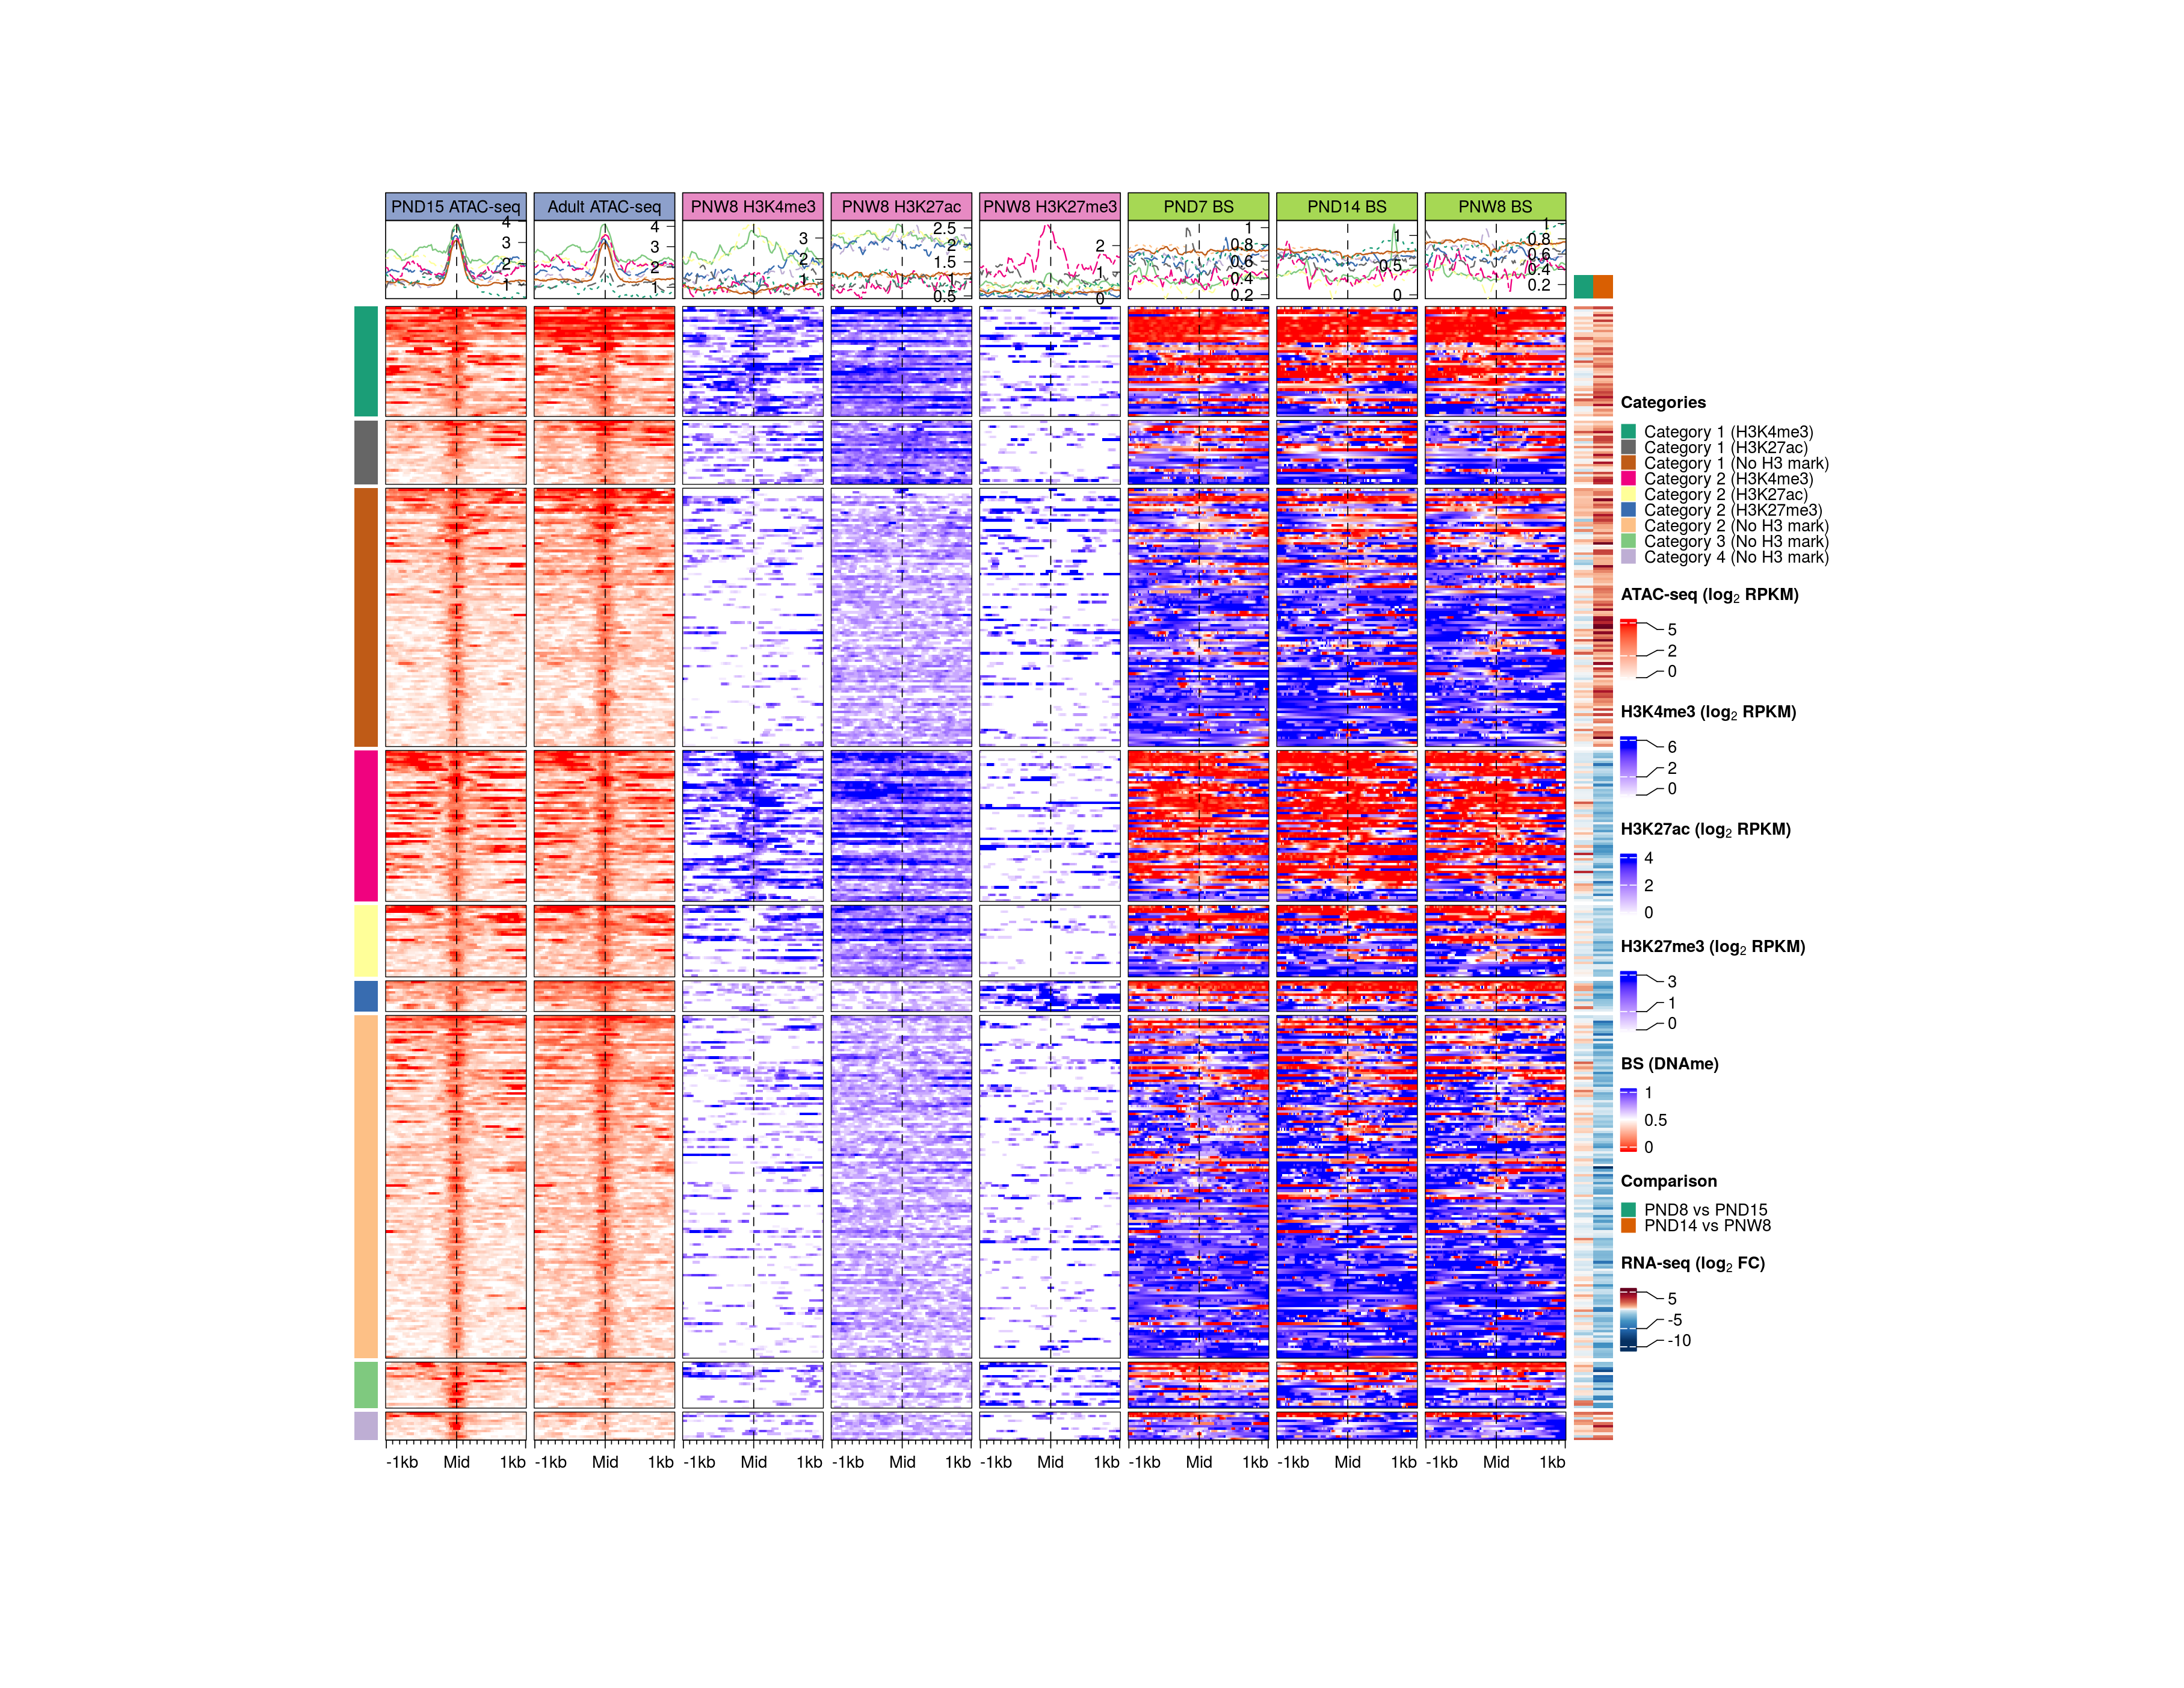 PND15 ATAC-seq Adult ATAC-seq PNW8 H3K4me3 PNW8 H3K27ac PNW8 H3K27me3 PND7 BS PND14 BS PNW8 BS
4
3
2
1
4
3
2
1
3
2
1
2.5
2
1.5
1
0.5
2
1
0
1
0.8
0.6
0.4
0.2
1
0.5
0
1
0.8
0.6
0.4
0.2
Categories
Category 1 (H3K4me3)
Category 1 (H3K27ac)
Category 1 (No H3 mark)
Category 2 (H3K4me3)
Category 2 (H3K27ac)
Category 2 (H3K27me3)
Category 2 (No H3 mark)
Category 3 (No H3 mark)
Category 4 (No H3 mark)
ATAC-seq (log₂ RPKM)
5
2
0
H3K4me3 (log₂ RPKM)
6
2
0
H3K27ac (log₂ RPKM)
4
2
0
H3K27me3 (log₂ RPKM)
3
1
0
BS (DNAme)
1
0.5
0
Comparison
PND8 vs PND15
PND14 vs PNW8
RNA-seq (log₂ FC)
5
-5
-10
-1kb Mid 1kb -1kb Mid 1kb -1kb Mid 1kb -1kb Mid 1kb -1kb Mid 1kb -1kb Mid 1kb -1kb Mid 1kb -1kb Mid 1kb